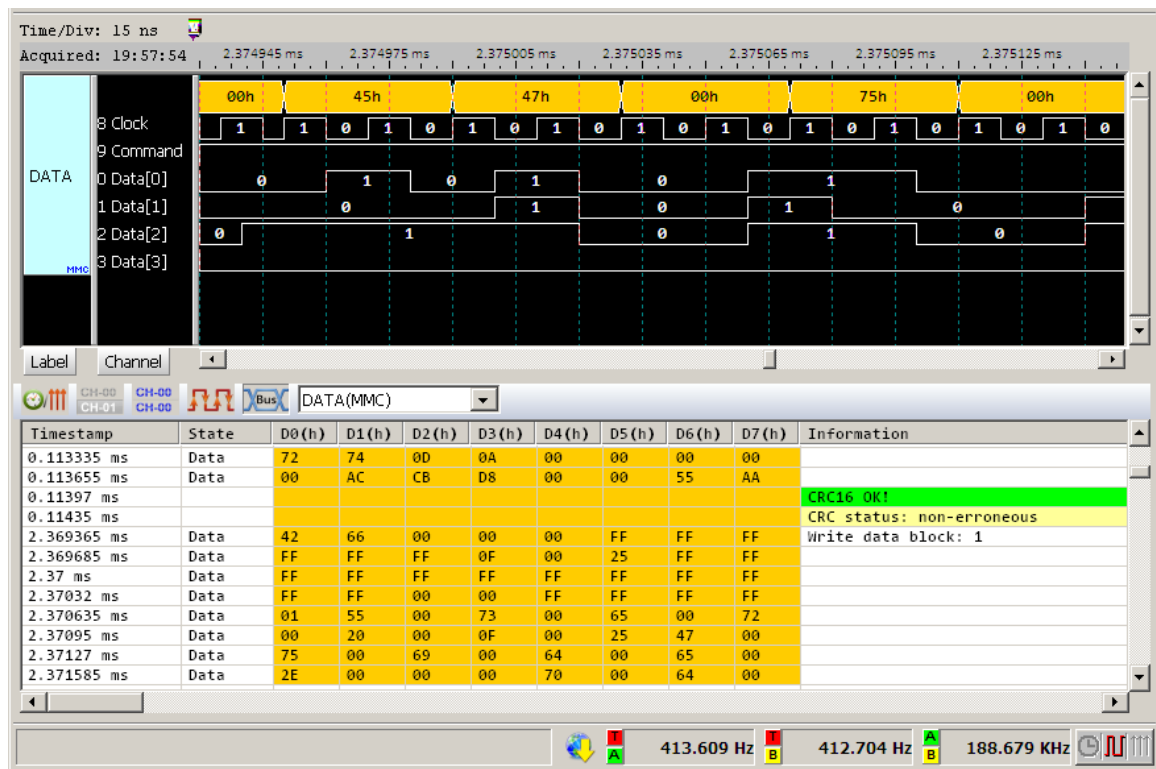 Time/Div: 15 ns
Acquired: 19:57:54 2.374945 ms 2.374975 ms 2.375005 ms 2.375035 ms 2.375065 ms 2.375095 ms 2.375125 ms
00h 45h 47h 00h 75h 00h
8 Clock 1 1 0 1 0 1 0 1 0 1 0 1 0 1 0 1 0 1 0 1 0
9 Command
DATA 0 Data[0] 0 1 0 1 0 1
1 Data[1] 0 1 0 1 0
2 Data[2] 0 1 0 1 0
MMC 3 Data[3]
Label Channel
CH-00 CH-01 CH-00 CH-00 Bus DATA(MMC)
Timestamp State D0(h) D1(h) D2(h) D3(h) D4(h) D5(h) D6(h) D7(h) Information
0.113335 ms Data 72 74 0D 0A 00 00 00 00
0.113655 ms Data 00 AC CB D8 00 00 55 AA
0.11397 ms CRC16 OK!
0.11435 ms CRC status: non-erroneous
2.369365 ms Data 42 66 00 00 00 FF FF FF Write data block: 1
2.369685 ms Data FF FF FF 0F 00 25 FF FF
2.37 ms Data FF FF FF FF FF FF FF FF
2.37032 ms Data FF FF 00 00 FF FF FF FF
2.370635 ms Data 01 55 00 73 00 65 00 72
2.37095 ms Data 00 20 00 0F 00 25 47 00
2.37127 ms Data 75 00 69 00 64 00 65 00
2.371585 ms Data 2E 00 00 00 70 00 64 00
T A 413.609 Hz T B 412.704 Hz A B 188.679 KHz